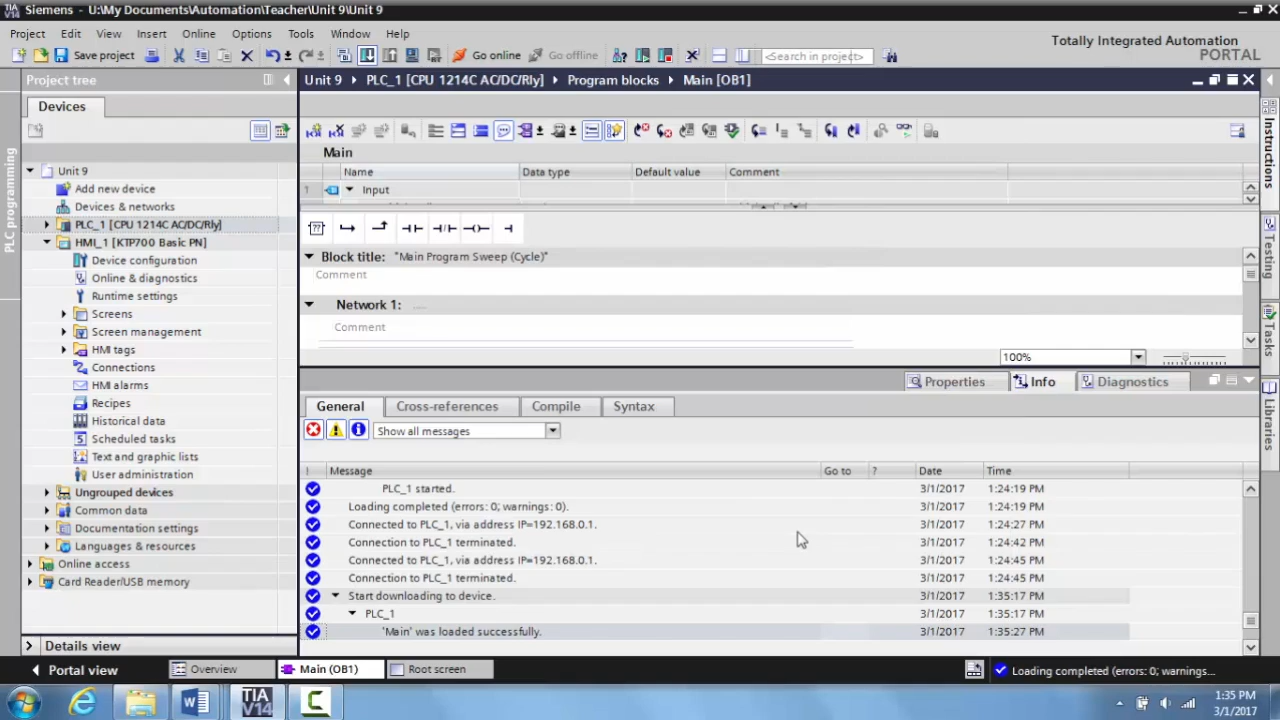 Siemens - U:\My Documents\Automation\Teacher\Unit 9\Unit 9
Project Edit View Insert Online Options Tools Window Help
Totally Integrated Automation
PORTAL
Save project Go online Go offline <Search in project>
Project tree
Unit 9 PLC_1 [CPU 1214C AC/DC/Rly] Program blocks Main [OB1]
Devices
PLC programming
Main
Name Data type Default value Comment
1 Input
Unit 9
Add new device
Devices & networks
PLC_1 [CPU 1214C AC/DC/Rly]
HMI_1 [KTP700 Basic PN]
Device configuration
Online & diagnostics
Runtime settings
Screens
Screen management
HMI tags
Connections
HMI alarms
Recipes
Historical data
Scheduled tasks
Text and graphic lists
User administration
Ungrouped devices
Common data
Documentation settings
Languages & resources
Online access
Card Reader/USB memory
Details view
??
Block title: "Main Program Sweep (Cycle)"
Comment
Network 1: .....
Comment
100%
Properties Info Diagnostics
General Cross-references Compile Syntax
Show all messages
! Message Go to ? Date Time
PLC_1 started. 3/1/2017 1:24:19 PM
Loading completed (errors: 0; warnings: 0). 3/1/2017 1:24:19 PM
Connected to PLC_1, via address IP=192.168.0.1. 3/1/2017 1:24:27 PM
Connection to PLC_1 terminated. 3/1/2017 1:24:42 PM
Connected to PLC_1, via address IP=192.168.0.1. 3/1/2017 1:24:45 PM
Connection to PLC_1 terminated. 3/1/2017 1:24:45 PM
Start downloading to device. 3/1/2017 1:35:17 PM
PLC_1 3/1/2017 1:35:17 PM
'Main' was loaded successfully. 3/1/2017 1:35:27 PM
Instructions
Testing
Tasks
Libraries
Portal view Overview Main (OB1) Root screen Loading completed (errors: 0; warnings...
TIA V14
1:35 PM
3/1/2017